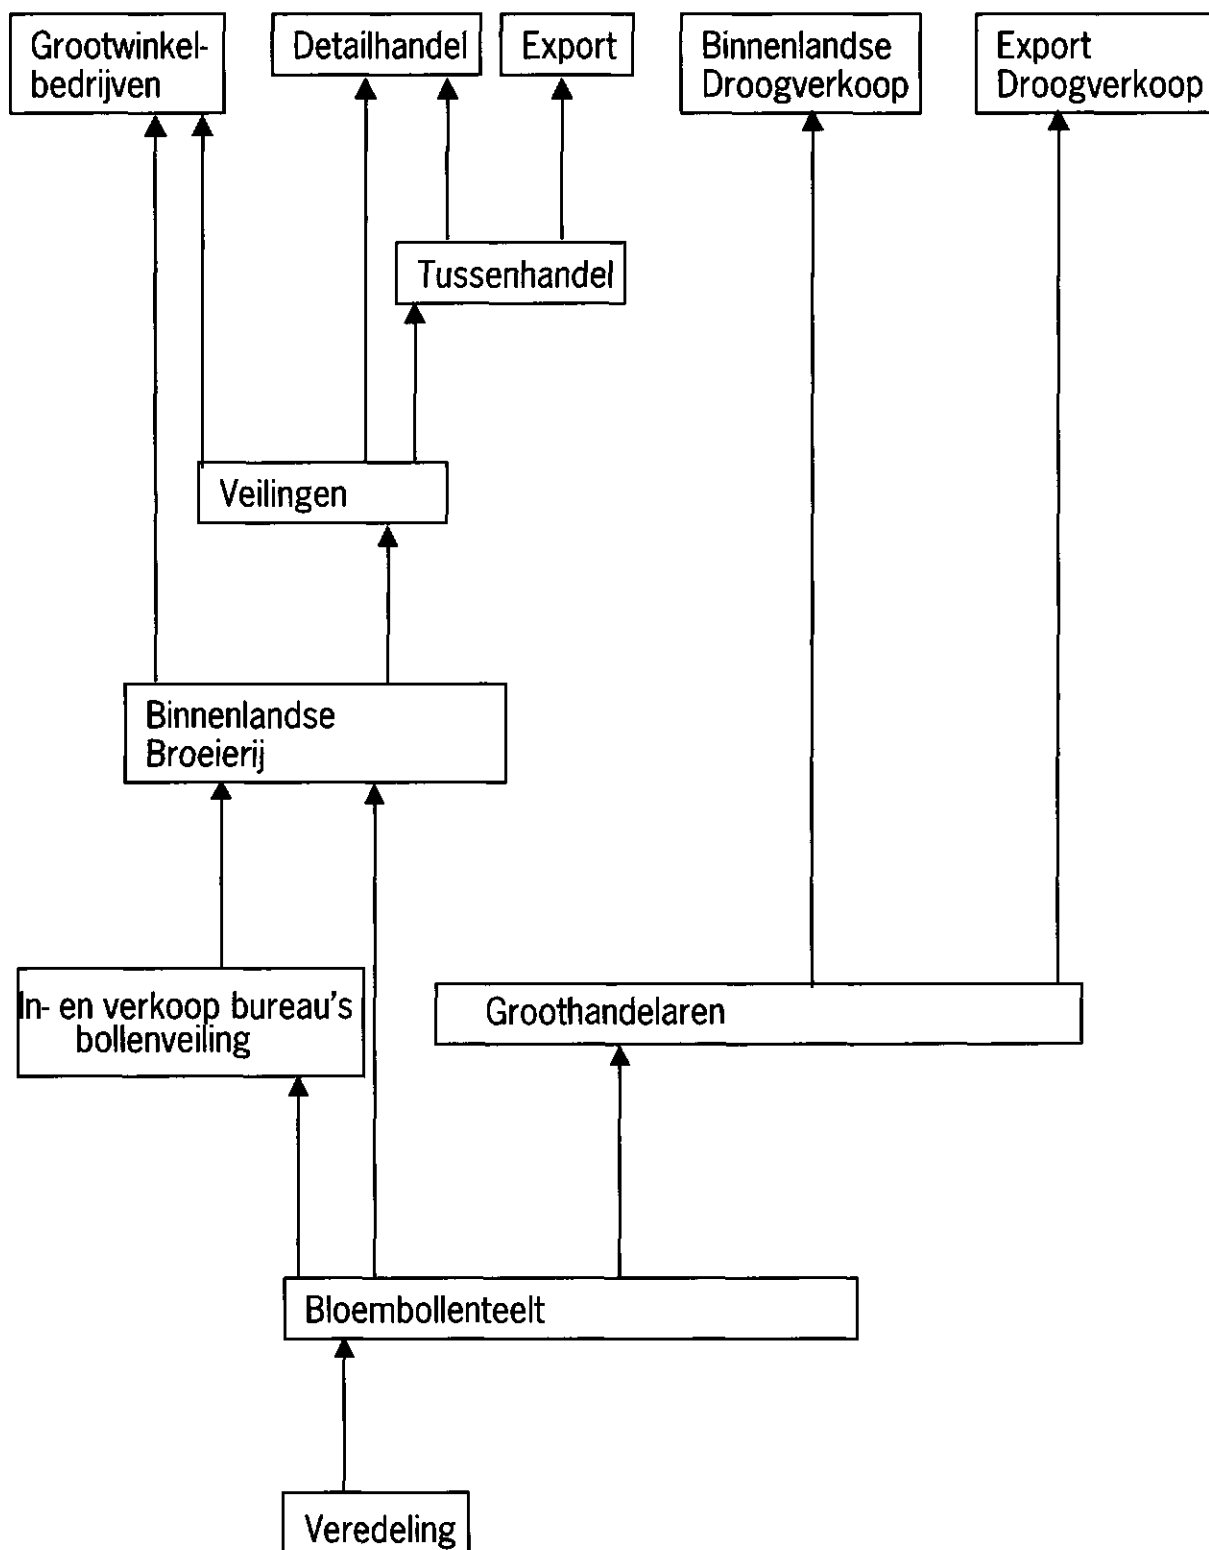 Grootwinkel-
bedrijven
Detailhandel
Export
Binnenlandse
Droogverkoop
Export
Droogverkoop
Tussenhandel
Veilingen
Binnenlandse
Broeierij
In- en verkoop bureau's
bollenveiling
Groothandelaren
Bloembollenteelt
Veredeling